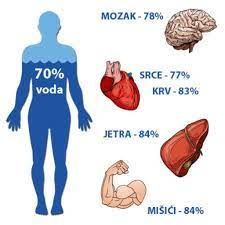 MOZAK - 78%
70%
voda
SRCE - 77%
KRV - 83%
JETRA - 84%
MIŠIĆI - 84%